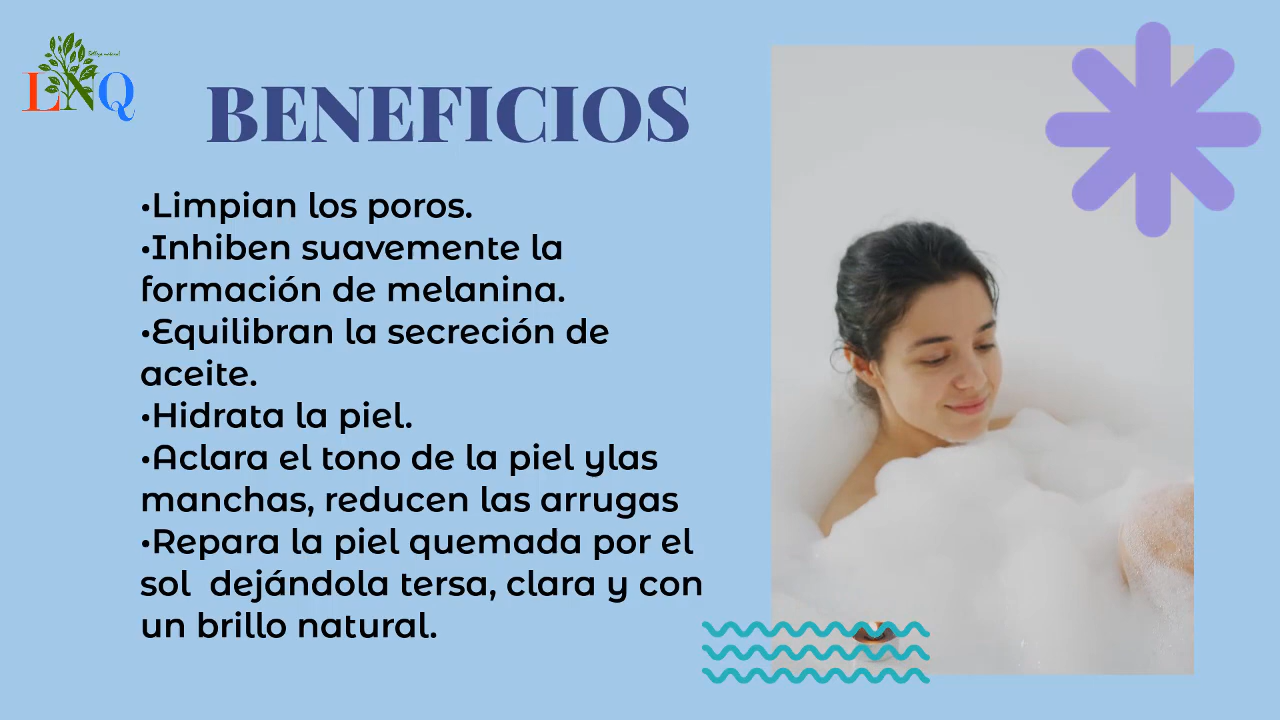 LNQ
BENEFICIOS
•Limpian los poros.
•Inhiben suavemente la
formación de melanina.
•Equilibran la secreción de
aceite.
•Hidrata la piel.
•Aclara el tono de la piel ylas
manchas, reducen las arrugas
•Repara la piel quemada por el
sol  dejándola tersa, clara y con
un brillo natural.